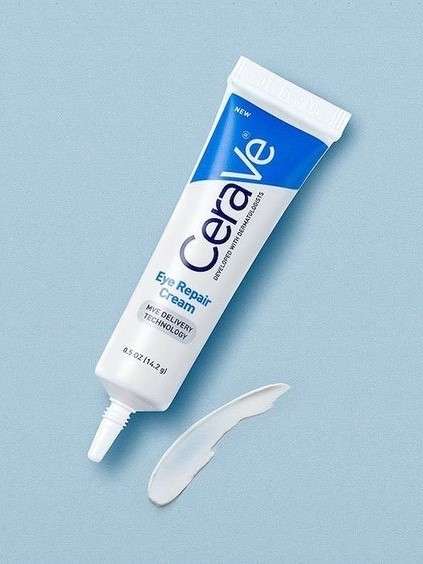 NEW
CeraVe®
DEVELOPED WITH DERMATOLOGISTS
Eye Repair
Cream
MVE DELIVERY
TECHNOLOGY
0.5 OZ (14.2 g)